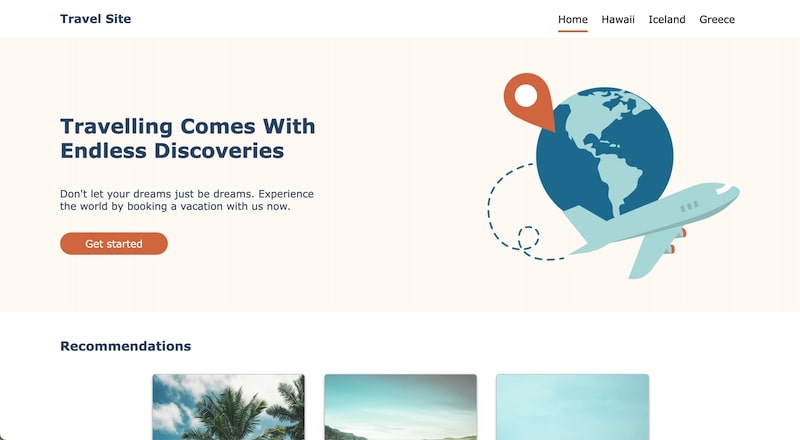 Travel Site
Home Hawaii Iceland Greece
Travelling Comes With
Endless Discoveries
Don't let your dreams just be dreams. Experience
the world by booking a vacation with us now.
Get started
Recommendations